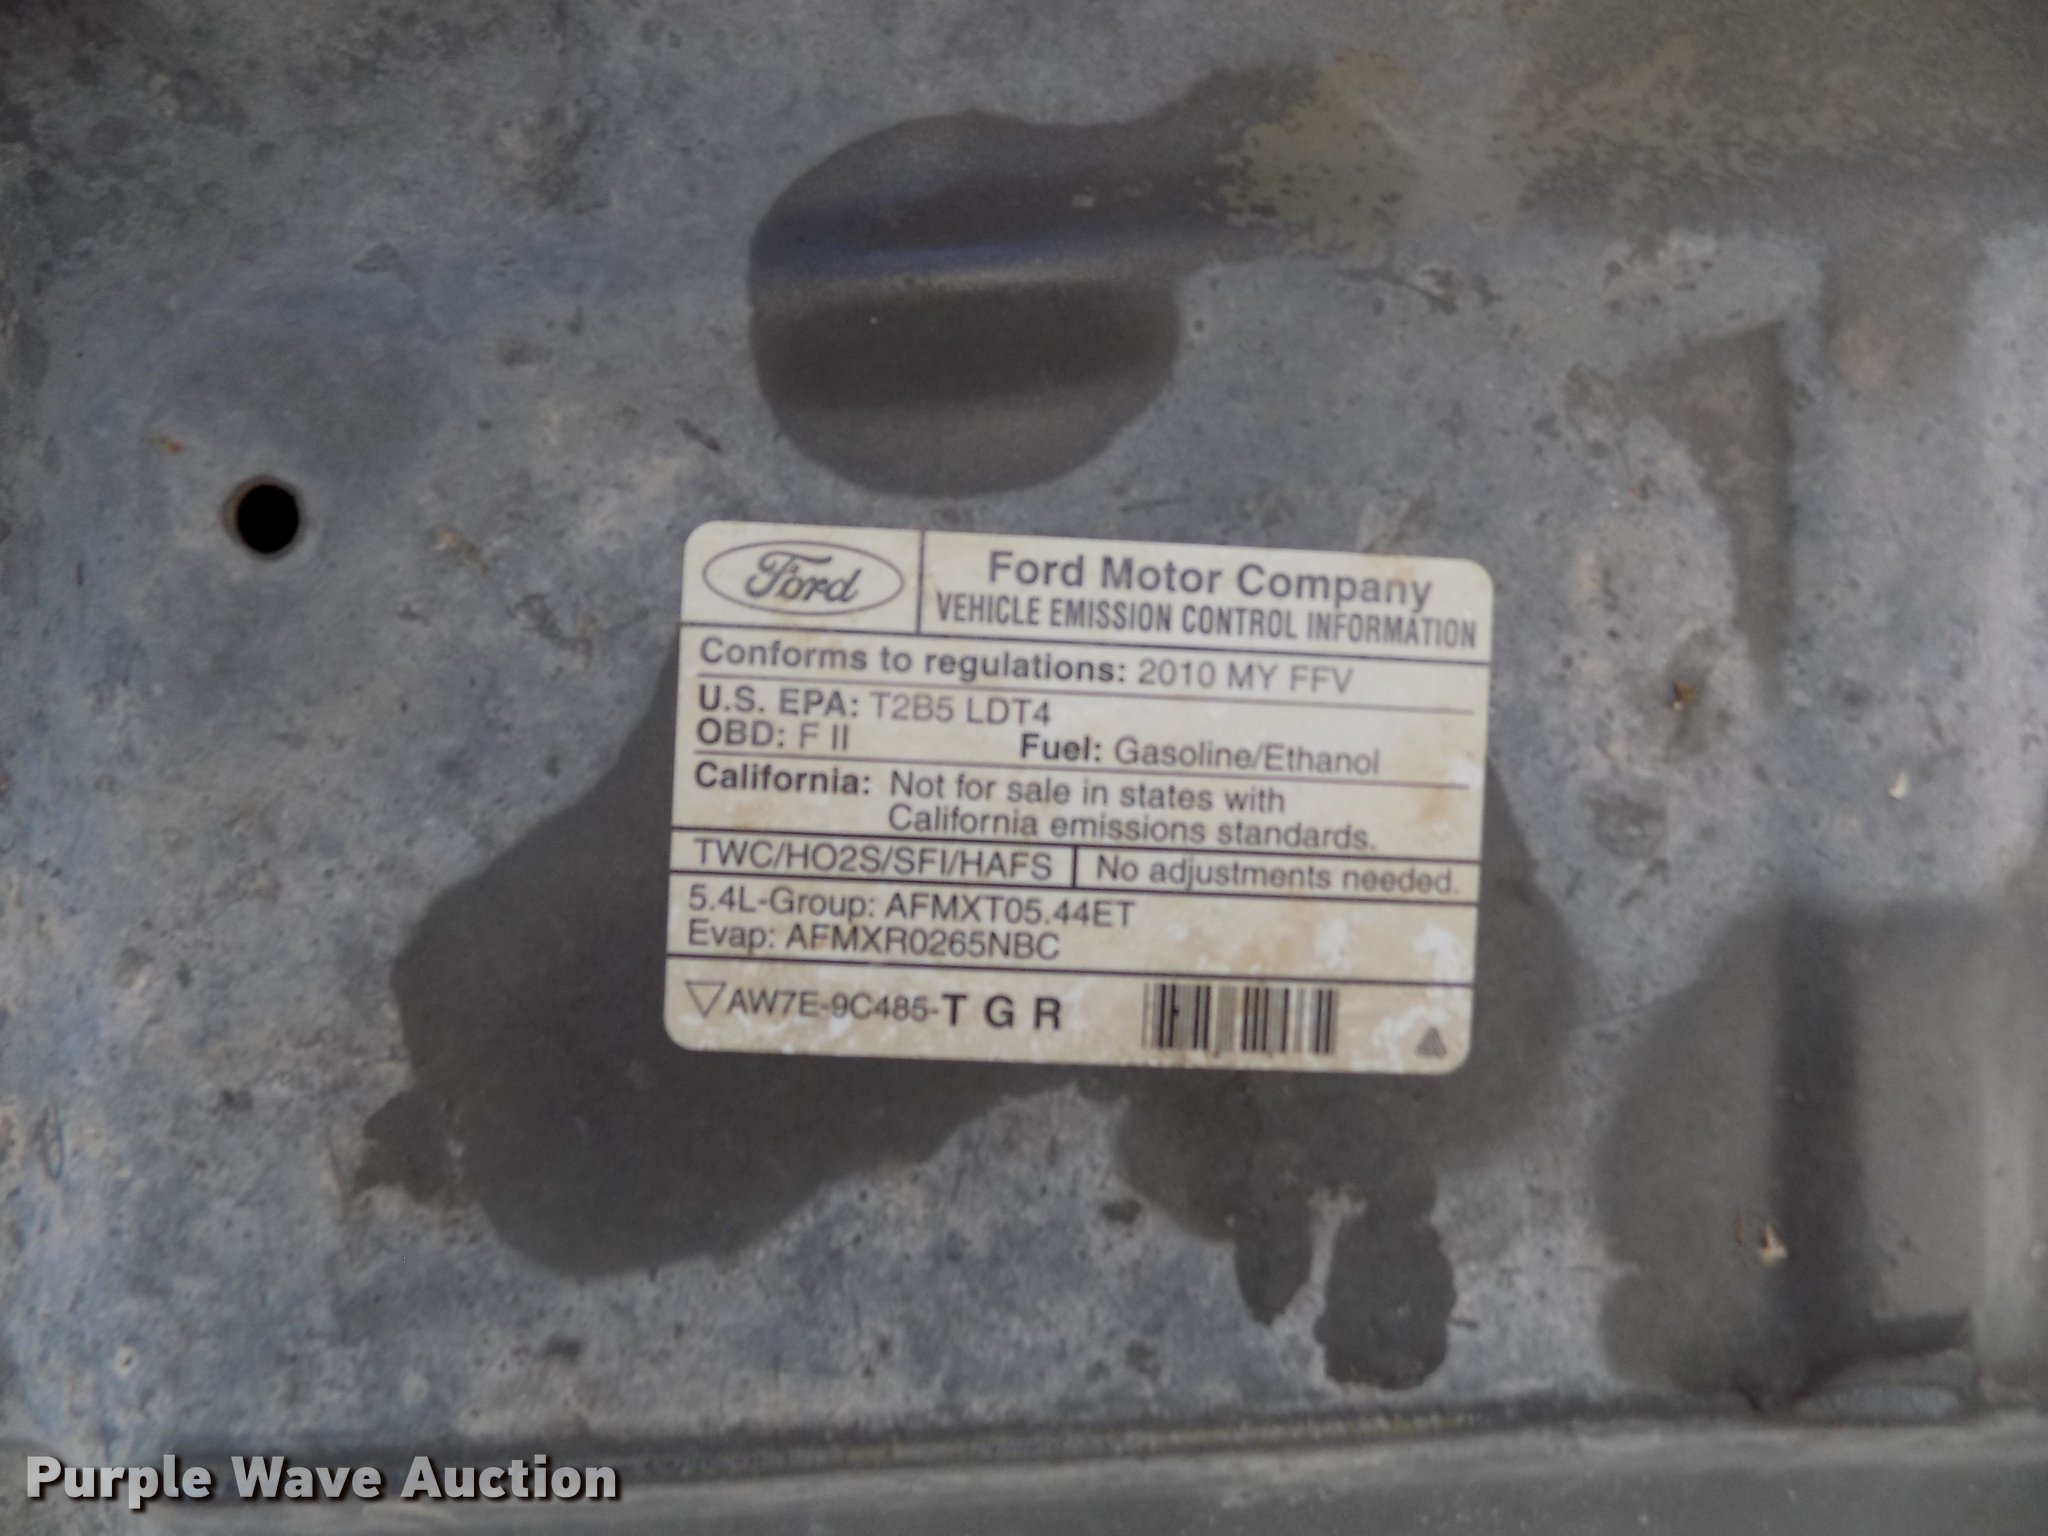 Ford
Ford Motor Company
VEHICLE EMISSION CONTROL INFORMATION
Conforms to regulations: 2010 MY FFV
U.S. EPA: T2B5 LDT4
OBD: F II Fuel: Gasoline/Ethanol
California: Not for sale in states with
California emissions standards.
TWC/HO2S/SFI/HAFS No adjustments needed.
5.4L-Group: AFMXT05.44ET
Evap: AFMXR0265NBC
AW7E-9C485-T G R
Purple Wave Auction